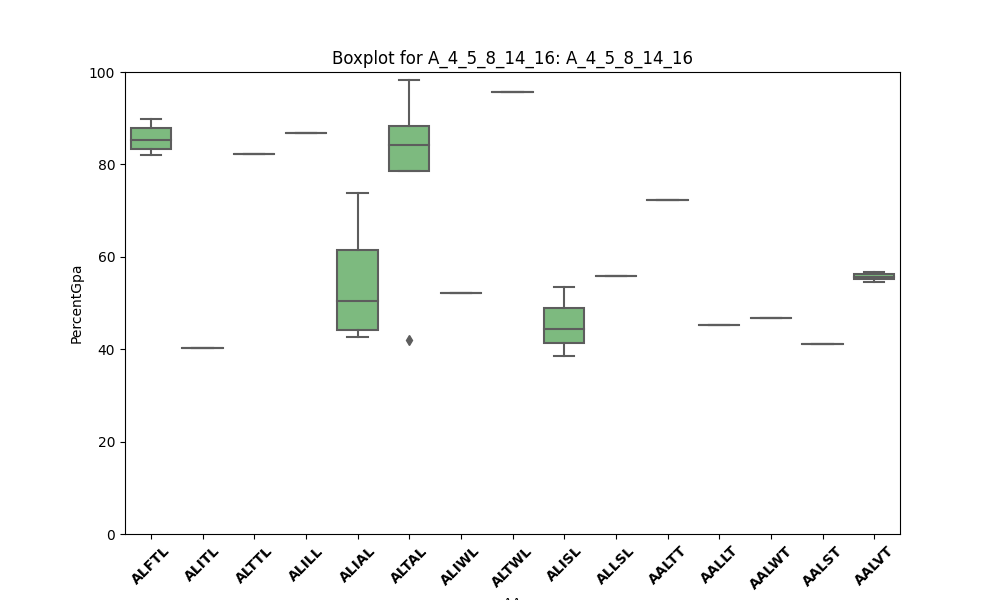 Boxplot for A_4_5_8_14_16: A_4_5_8_14_16
100
80
60
40
20
0
PercentGpa
ALFTL
ALITL
ALTTL
ALILL
ALIAL
ALTAL
ALIWL
ALTWL
ALISL
ALLSL
AALTT
AALLT
AALWT
AALST
AALVT